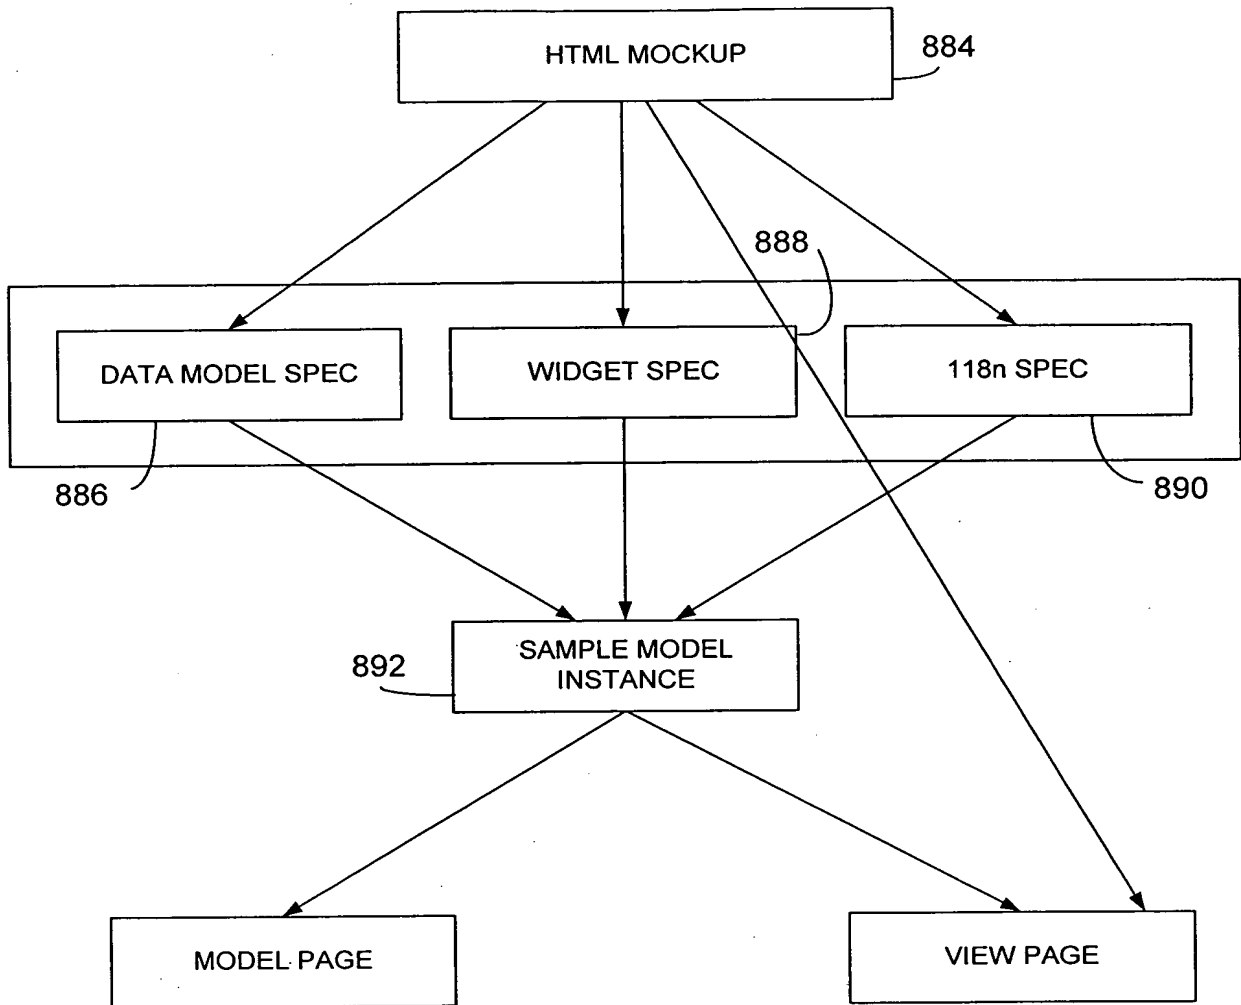 HTML MOCKUP
884
888
DATA MODEL SPEC
WIDGET SPEC
118n SPEC
886
890
SAMPLE MODEL
INSTANCE
892
MODEL PAGE
VIEW PAGE